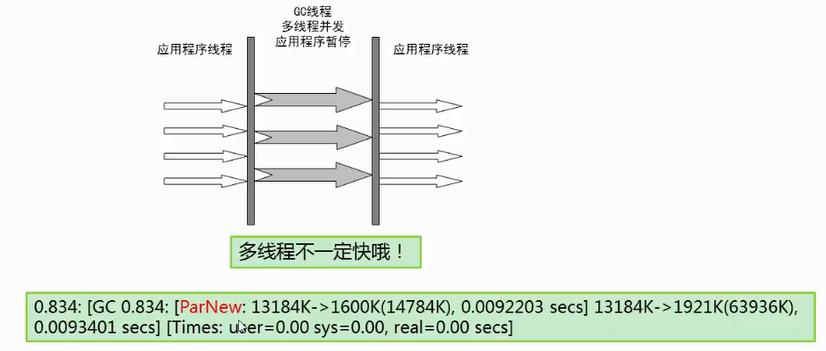 GC线程
多线程并发
应用程序暂停
应用程序线程
应用程序线程
多线程不一定快哦！
0.834: [GC 0.834: [ParNew: 13184K->1600K(14784K), 0.0092203 secs] 13184K->1921K(63936K),
0.0093401 secs] [Times: user=0.00 sys=0.00, real=0.00 secs]